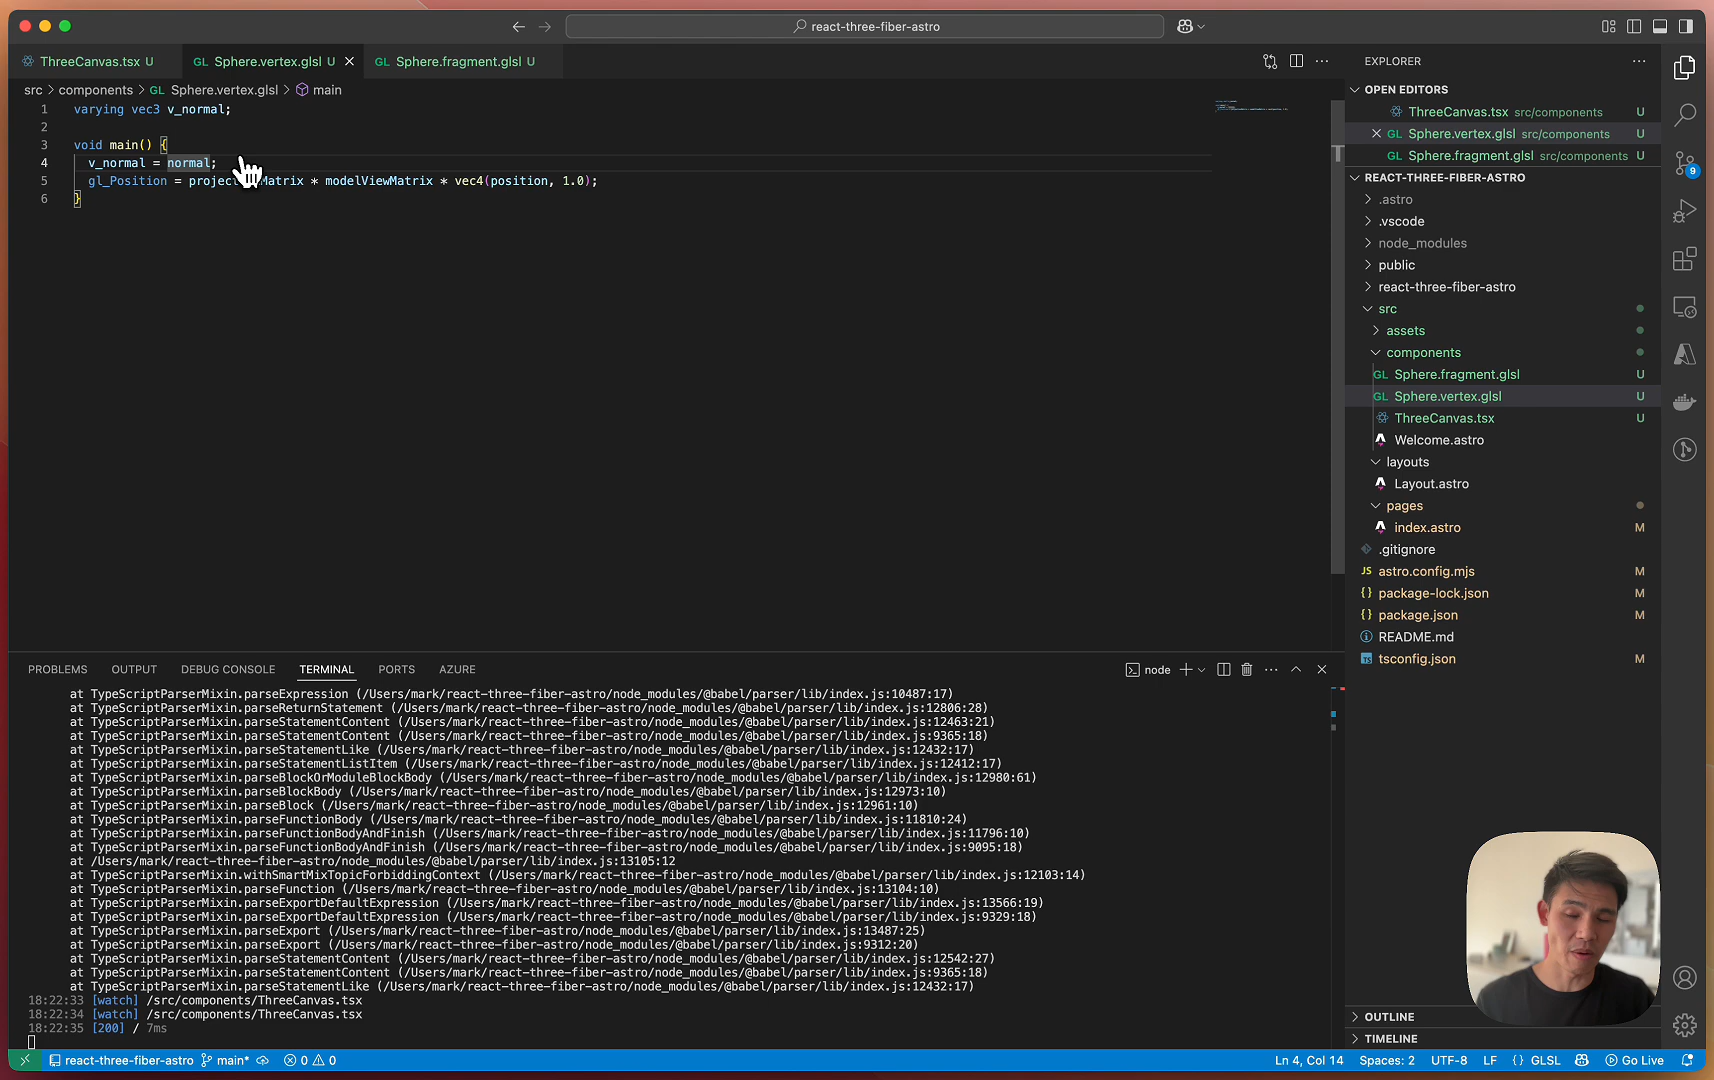 react-three-fiber-astro
ThreeCanvas.tsx U
GL Sphere.vertex.glsl U
GL Sphere.fragment.glsl U
src > components > GL Sphere.vertex.glsl > main
1 varying vec3 v_normal;
2
3 void main() {
4 v_normal = normal;
5 gl_Position = project Matrix * modelViewMatrix * vec4(position, 1.0);
6 }
EXPLORER
OPEN EDITORS
ThreeCanvas.tsx src/components U
GL Sphere.vertex.glsl src/components U
GL Sphere.fragment.glsl src/components U
REACT-THREE-FIBER-ASTRO
.astro
.vscode
node_modules
public
react-three-fiber-astro
src
assets
components
GL Sphere.fragment.glsl U
GL Sphere.vertex.glsl U
ThreeCanvas.tsx U
Welcome.astro
layouts
Layout.astro
pages
index.astro M
.gitignore
JS astro.config.mjs M
{} package-lock.json M
{} package.json M
README.md
TS tsconfig.json M
OUTLINE
TIMELINE
9
PROBLEMS OUTPUT DEBUG CONSOLE TERMINAL PORTS AZURE
node
at TypeScriptParserMixin.parseExpression (/Users/mark/react-three-fiber-astro/node_modules/@babel/parser/lib/index.js:10487:17)
at TypeScriptParserMixin.parseReturnStatement (/Users/mark/react-three-fiber-astro/node_modules/@babel/parser/lib/index.js:12806:28)
at TypeScriptParserMixin.parseStatementContent (/Users/mark/react-three-fiber-astro/node_modules/@babel/parser/lib/index.js:12463:21)
at TypeScriptParserMixin.parseStatementContent (/Users/mark/react-three-fiber-astro/node_modules/@babel/parser/lib/index.js:9365:18)
at TypeScriptParserMixin.parseStatementLike (/Users/mark/react-three-fiber-astro/node_modules/@babel/parser/lib/index.js:12432:17)
at TypeScriptParserMixin.parseStatementListItem (/Users/mark/react-three-fiber-astro/node_modules/@babel/parser/lib/index.js:12412:17)
at TypeScriptParserMixin.parseBlockOrModuleBlockBody (/Users/mark/react-three-fiber-astro/node_modules/@babel/parser/lib/index.js:12980:61)
at TypeScriptParserMixin.parseBlockBody (/Users/mark/react-three-fiber-astro/node_modules/@babel/parser/lib/index.js:12973:10)
at TypeScriptParserMixin.parseBlock (/Users/mark/react-three-fiber-astro/node_modules/@babel/parser/lib/index.js:12961:10)
at TypeScriptParserMixin.parseFunctionBody (/Users/mark/react-three-fiber-astro/node_modules/@babel/parser/lib/index.js:11810:24)
at TypeScriptParserMixin.parseFunctionBodyAndFinish (/Users/mark/react-three-fiber-astro/node_modules/@babel/parser/lib/index.js:11796:10)
at TypeScriptParserMixin.parseFunctionBodyAndFinish (/Users/mark/react-three-fiber-astro/node_modules/@babel/parser/lib/index.js:9095:18)
at /Users/mark/react-three-fiber-astro/node_modules/@babel/parser/lib/index.js:13105:12
at TypeScriptParserMixin.withSmartMixTopicForbiddingContext (/Users/mark/react-three-fiber-astro/node_modules/@babel/parser/lib/index.js:12103:14)
at TypeScriptParserMixin.parseFunction (/Users/mark/react-three-fiber-astro/node_modules/@babel/parser/lib/index.js:13104:10)
at TypeScriptParserMixin.parseExportDefaultExpression (/Users/mark/react-three-fiber-astro/node_modules/@babel/parser/lib/index.js:13566:19)
at TypeScriptParserMixin.parseExportDefaultExpression (/Users/mark/react-three-fiber-astro/node_modules/@babel/parser/lib/index.js:9329:18)
at TypeScriptParserMixin.parseExport (/Users/mark/react-three-fiber-astro/node_modules/@babel/parser/lib/index.js:13487:25)
at TypeScriptParserMixin.parseExport (/Users/mark/react-three-fiber-astro/node_modules/@babel/parser/lib/index.js:9312:20)
at TypeScriptParserMixin.parseStatementContent (/Users/mark/react-three-fiber-astro/node_modules/@babel/parser/lib/index.js:12542:27)
at TypeScriptParserMixin.parseStatementContent (/Users/mark/react-three-fiber-astro/node_modules/@babel/parser/lib/index.js:9365:18)
at TypeScriptParserMixin.parseStatementLike (/Users/mark/react-three-fiber-astro/node_modules/@babel/parser/lib/index.js:12432:17)
18:22:33 [watch] /src/components/ThreeCanvas.tsx
18:22:34 [watch] /src/components/ThreeCanvas.tsx
18:22:35 [200] / 7ms
react-three-fiber-astro main* 0 0 Ln 4, Col 14 Spaces: 2 UTF-8 LF {} GLSL Go Live